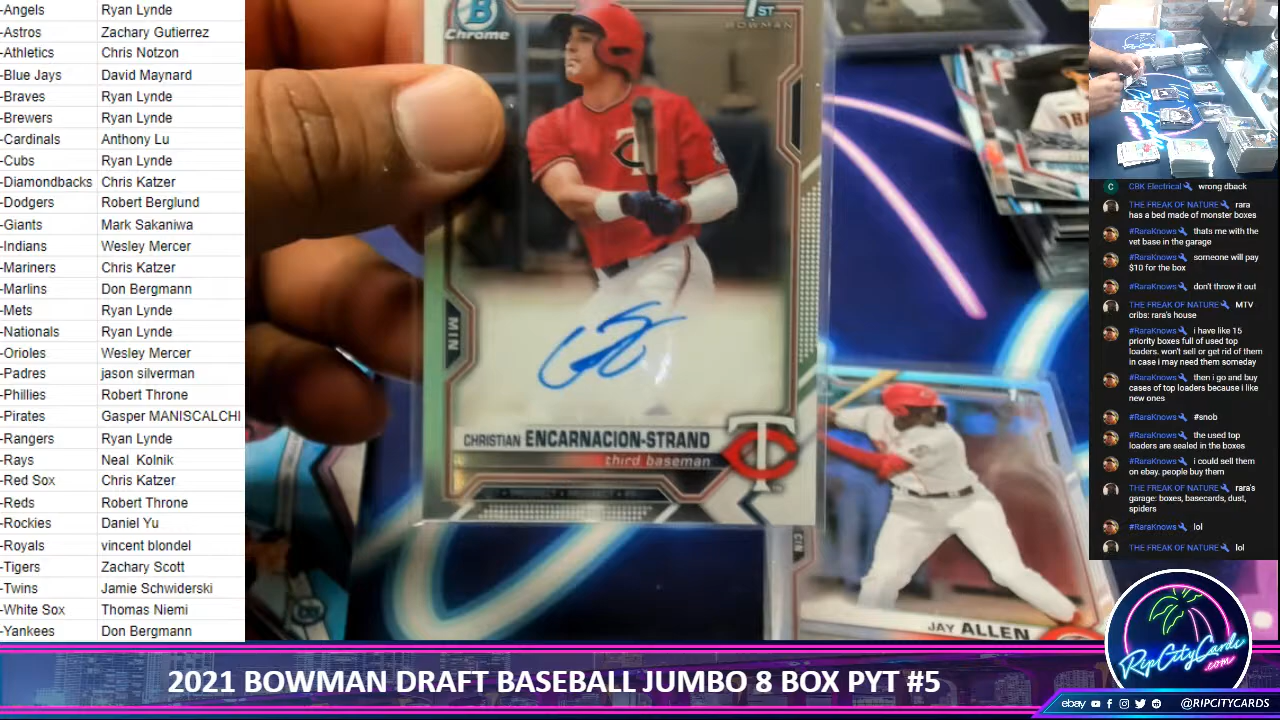 -Angels Ryan Lynde
-Astros Zachary Gutierrez
-Athletics Chris Notzon
-Blue Jays David Maynard
-Braves Ryan Lynde
-Brewers Ryan Lynde
-Cardinals Anthony Lu
-Cubs Ryan Lynde
-Diamondbacks Chris Katzer
-Dodgers Robert Berglund
-Giants Mark Sakaniwa
-Indians Wesley Mercer
-Mariners Chris Katzer
-Marlins Don Bergmann
-Mets Ryan Lynde
-Nationals Ryan Lynde
-Orioles Wesley Mercer
-Padres jason silverman
-Phillies Robert Throne
-Pirates Gasper MANISCALCHI
-Rangers Ryan Lynde
-Rays Neal Kolnik
-Red Sox Chris Katzer
-Reds Robert Throne
-Rockies Daniel Yu
-Royals vincent blondel
-Tigers Zachary Scott
-Twins Jamie Schwiderski
-White Sox Thomas Niemi
-Yankees Don Bergmann
B
Chrome
1ST
BOWMAN
MIN
CHRISTIAN ENCARNACION-STRAND
third baseman
TC
CIN
JAY ALLEN
C CBK Electrical wrong dback
THE FREAK OF NATURE rara
has a bed made of monster boxes
#RaraKnows thats me with the
vet base in the garage
#RaraKnows someone will pay
$10 for the box
#RaraKnows don't throw it out
THE FREAK OF NATURE MTV
cribs: rara's house
#RaraKnows i have like 15
priority boxes full of used top
loaders. won't sell or get rid of them
in case i may need them someday
#RaraKnows then i go and buy
cases of top loaders because i like
new ones
#RaraKnows #snob
#RaraKnows the used top
loaders are sealed in the boxes
#RaraKnows i could sell them
on ebay. people buy them
THE FREAK OF NATURE rara's
garage: boxes, basecards, dust,
spiders
#RaraKnows lol
THE FREAK OF NATURE lol
RipCityCards
.com
2021 BOWMAN DRAFT BASEBALL JUMBO 8 BOX PYT #5
ebay @RIPCITYCARDS